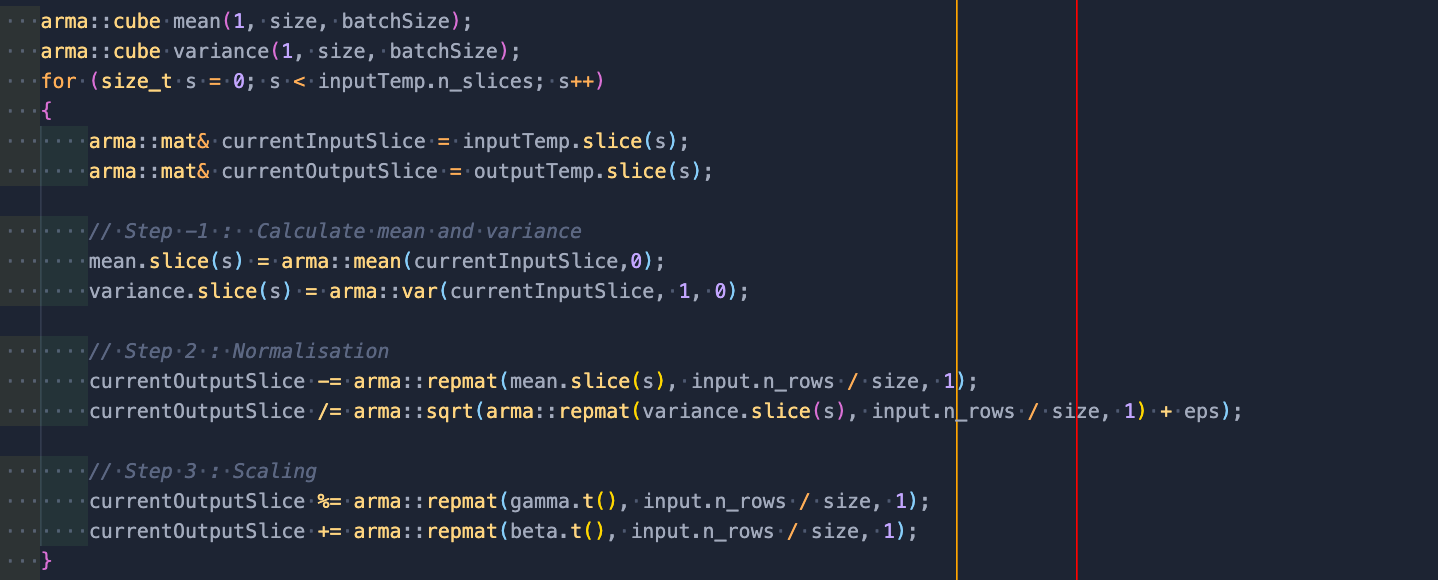 arma::cube mean(1, size, batchSize);
arma::cube variance(1, size, batchSize);
for (size_t s = 0; s < inputTemp.n_slices; s++)
{
    arma::mat& currentInputSlice = inputTemp.slice(s);
    arma::mat& currentOutputSlice = outputTemp.slice(s);

    // Step -1 :  Calculate mean and variance
    mean.slice(s) = arma::mean(currentInputSlice,0);
    variance.slice(s) = arma::var(currentInputSlice, 1, 0);

    // Step 2 : Normalisation
    currentOutputSlice -= arma::repmat(mean.slice(s), input.n_rows / size, 1);
    currentOutputSlice /= arma::sqrt(arma::repmat(variance.slice(s), input.n_rows / size, 1) + eps);

    // Step 3 : Scaling
    currentOutputSlice %= arma::repmat(gamma.t(), input.n_rows / size, 1);
    currentOutputSlice += arma::repmat(beta.t(), input.n_rows / size, 1);
}